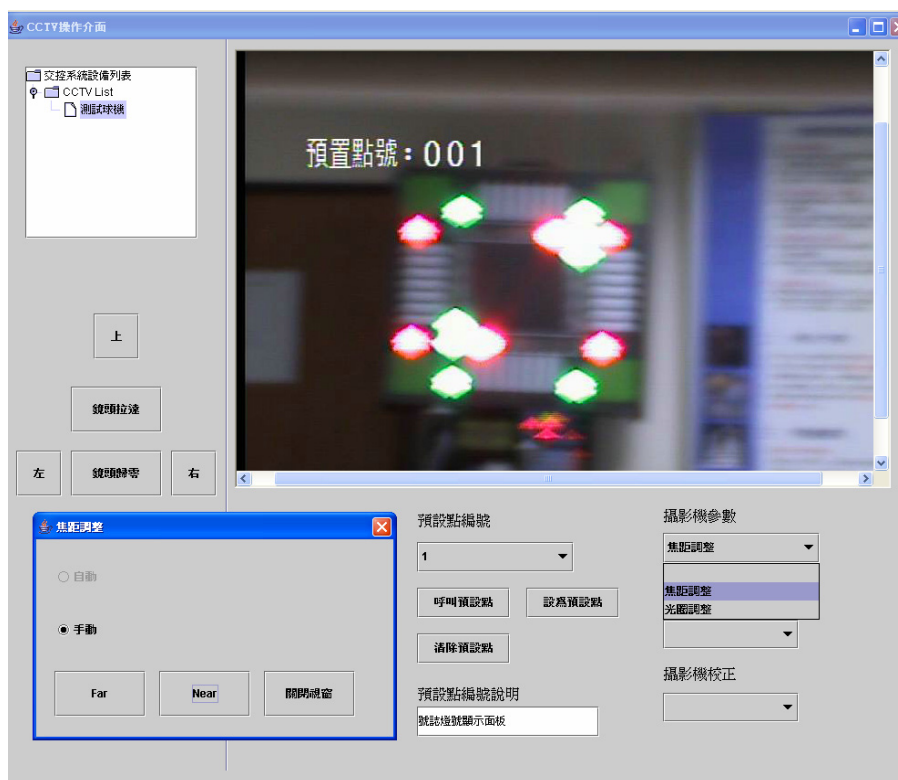 CCTV操作介面
交控系統設備列表
CCTV List
測試球機
預置點號:001
上
鏡頭拉遠
左
鏡頭歸零
右
焦距調整
自動
手動
Far
Near
關閉視窗
預設點編號
1
呼叫預設點
設為預設點
清除預設點
預設點編號說明
號誌燈號顯示面板
攝影機參數
焦距調整
焦距調整
光圈調整
攝影機校正